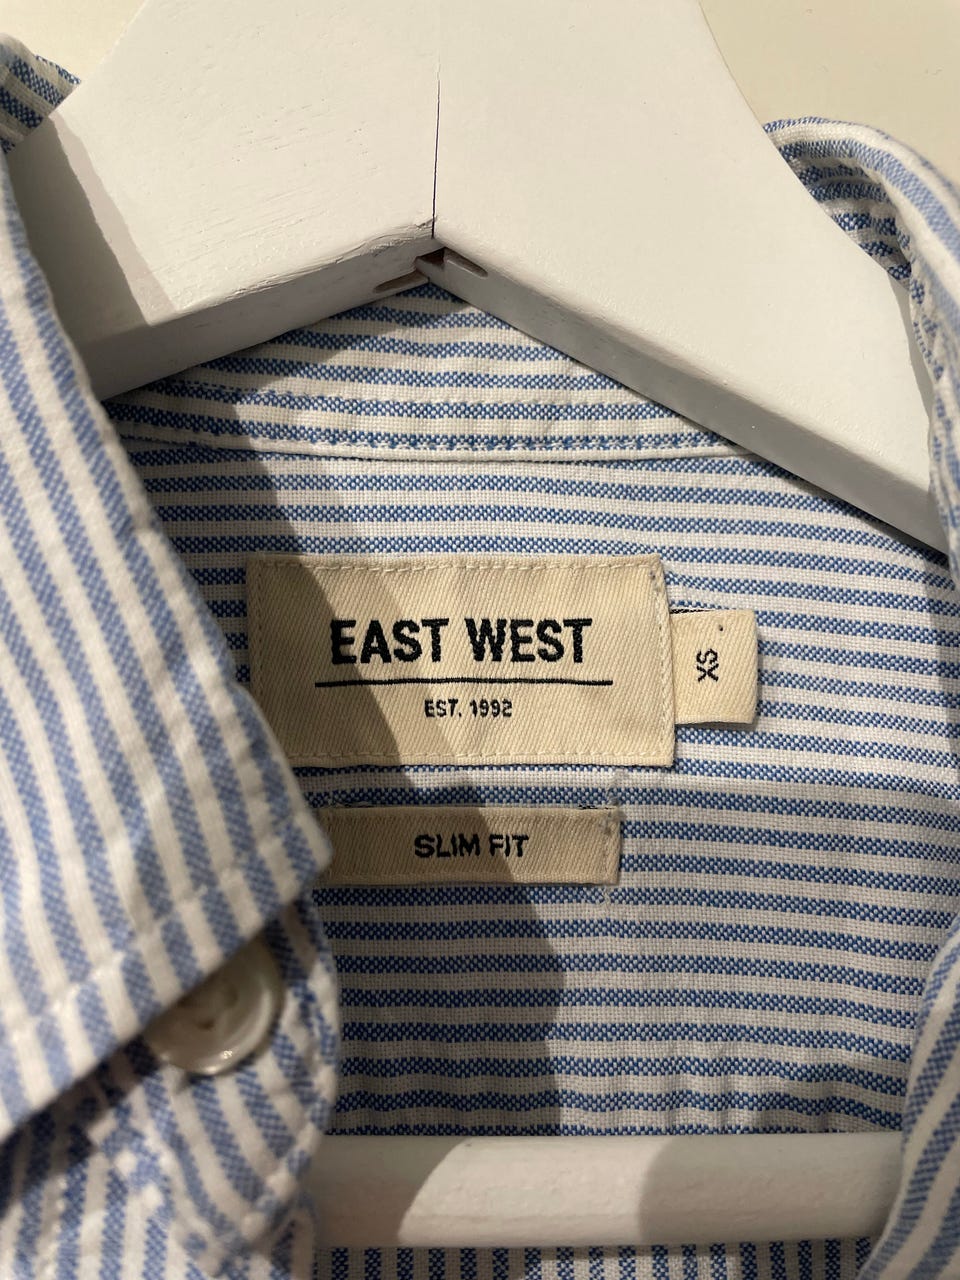 EAST WEST
EST. 1992
XS
SLIM FIT